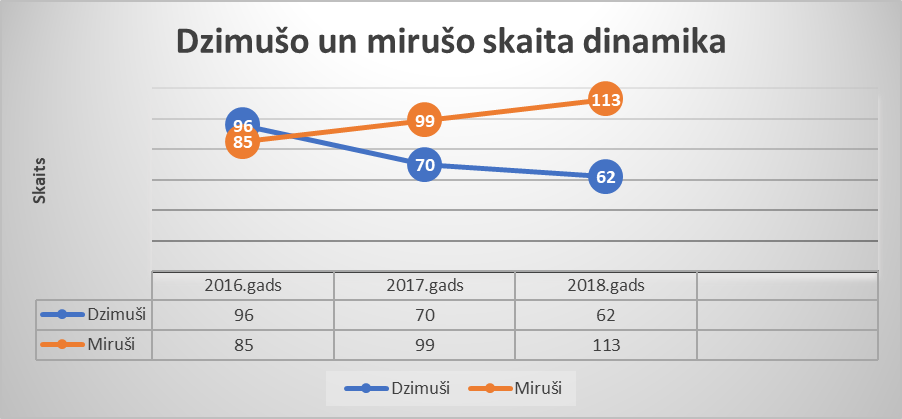 Dzimušo un mirušo skaita dinamika
Skaits
96
85
70
99
62
113
2016.gads 2017.gads 2018.gads
Dzimuši 96 70 62
Miruši 85 99 113
Dzimuši Miruši